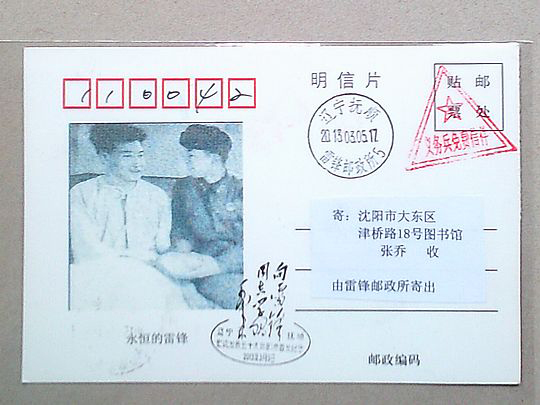 110042
明信片
贴 邮
票 处
义务兵免费信件
辽宁抚顺
2013.03.05.17
雷锋邮政所5
寄：沈阳市大东区
津桥路18号图书馆
张乔 收
由雷锋邮政所寄出
向雷锋
同志学习
毛泽东
永恒的雷锋
辽宁
邮政编码